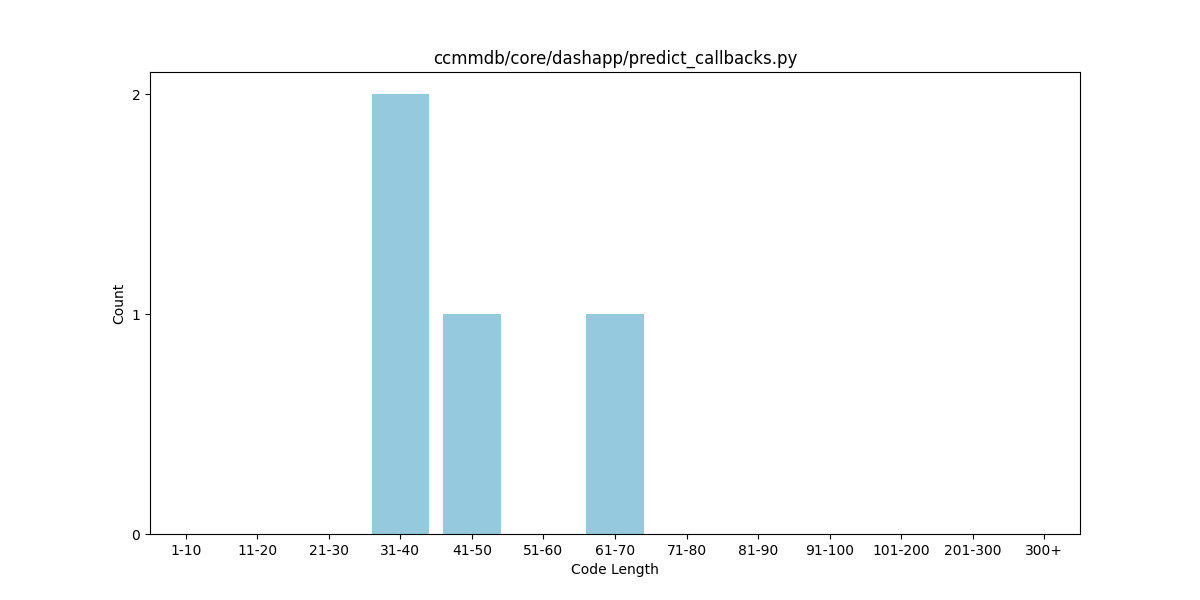 ccmmdb/core/dashapp/predict_callbacks.py
2
1
0
Count
1-10 11-20 21-30 31-40 41-50 51-60 61-70 71-80 81-90 91-100 101-200 201-300 300+
Code Length